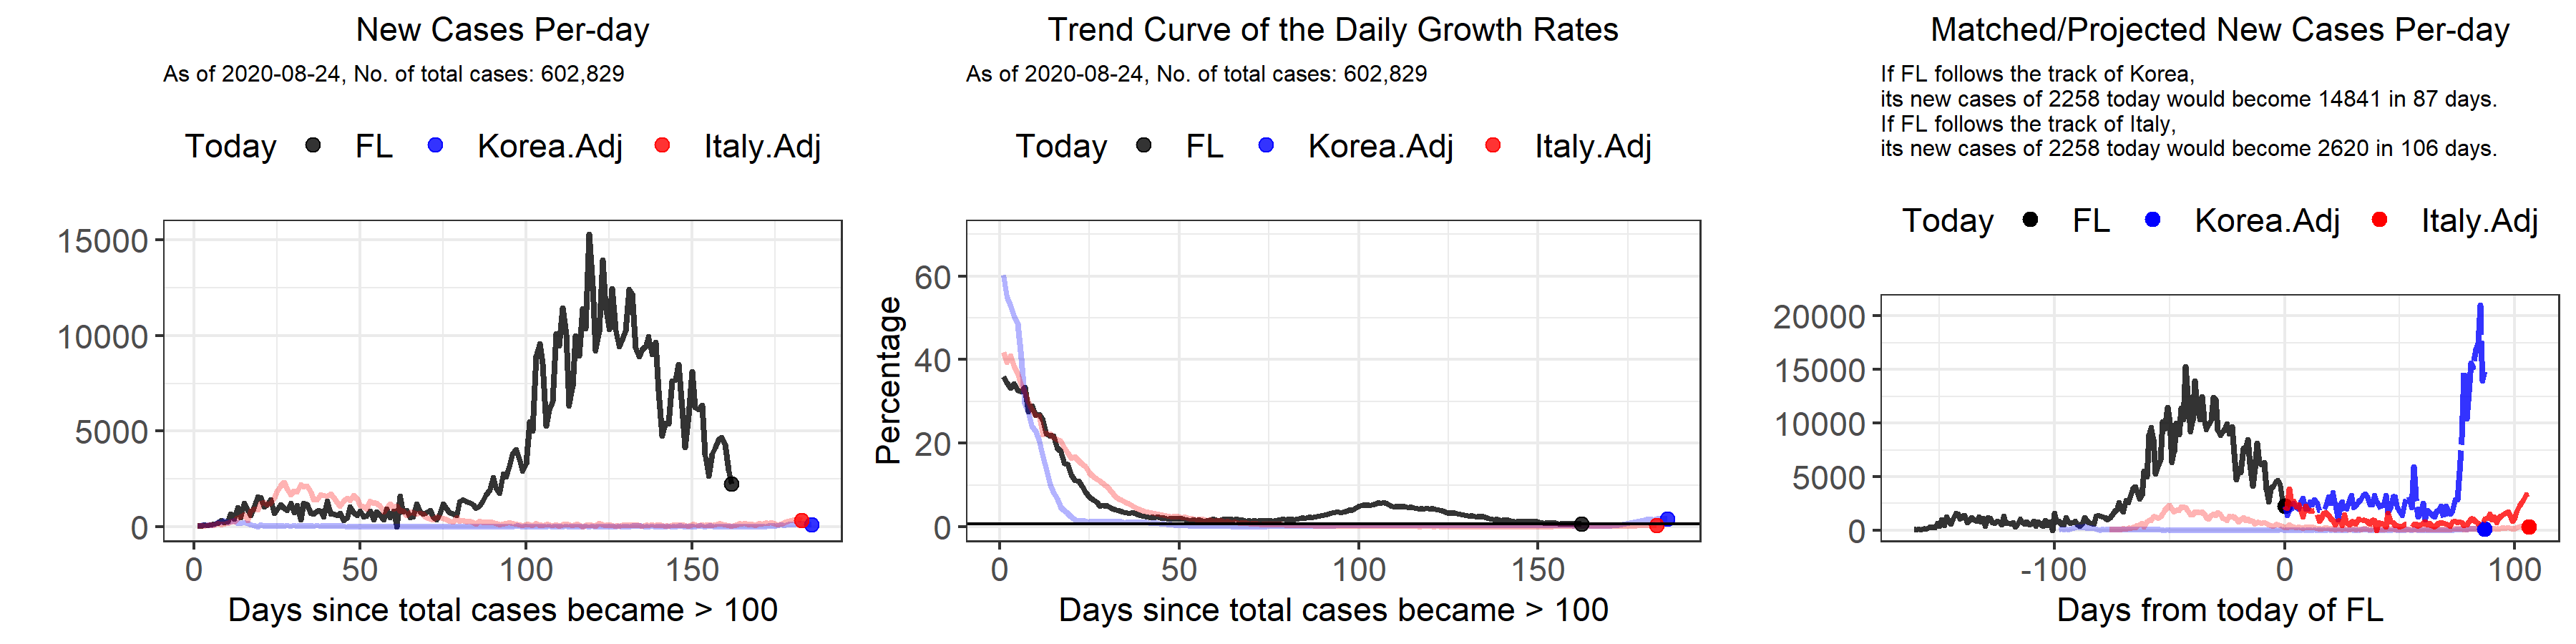 New Cases Per-day
As of 2020-08-24, No. of total cases: 602,829
Today FL Korea.Adj Italy.Adj
15000
10000
5000
0
0 50 100 150
Days since total cases became > 100
Trend Curve of the Daily Growth Rates
As of 2020-08-24, No. of total cases: 602,829
Today FL Korea.Adj Italy.Adj
Percentage
60
40
20
0
0 50 100 150
Days since total cases became > 100
Matched/Projected New Cases Per-day
If FL follows the track of Korea,
its new cases of 2258 today would become 14841 in 87 days.
If FL follows the track of Italy,
its new cases of 2258 today would become 2620 in 106 days.
Today FL Korea.Adj Italy.Adj
20000
15000
10000
5000
0
-100 0 100
Days from today of FL